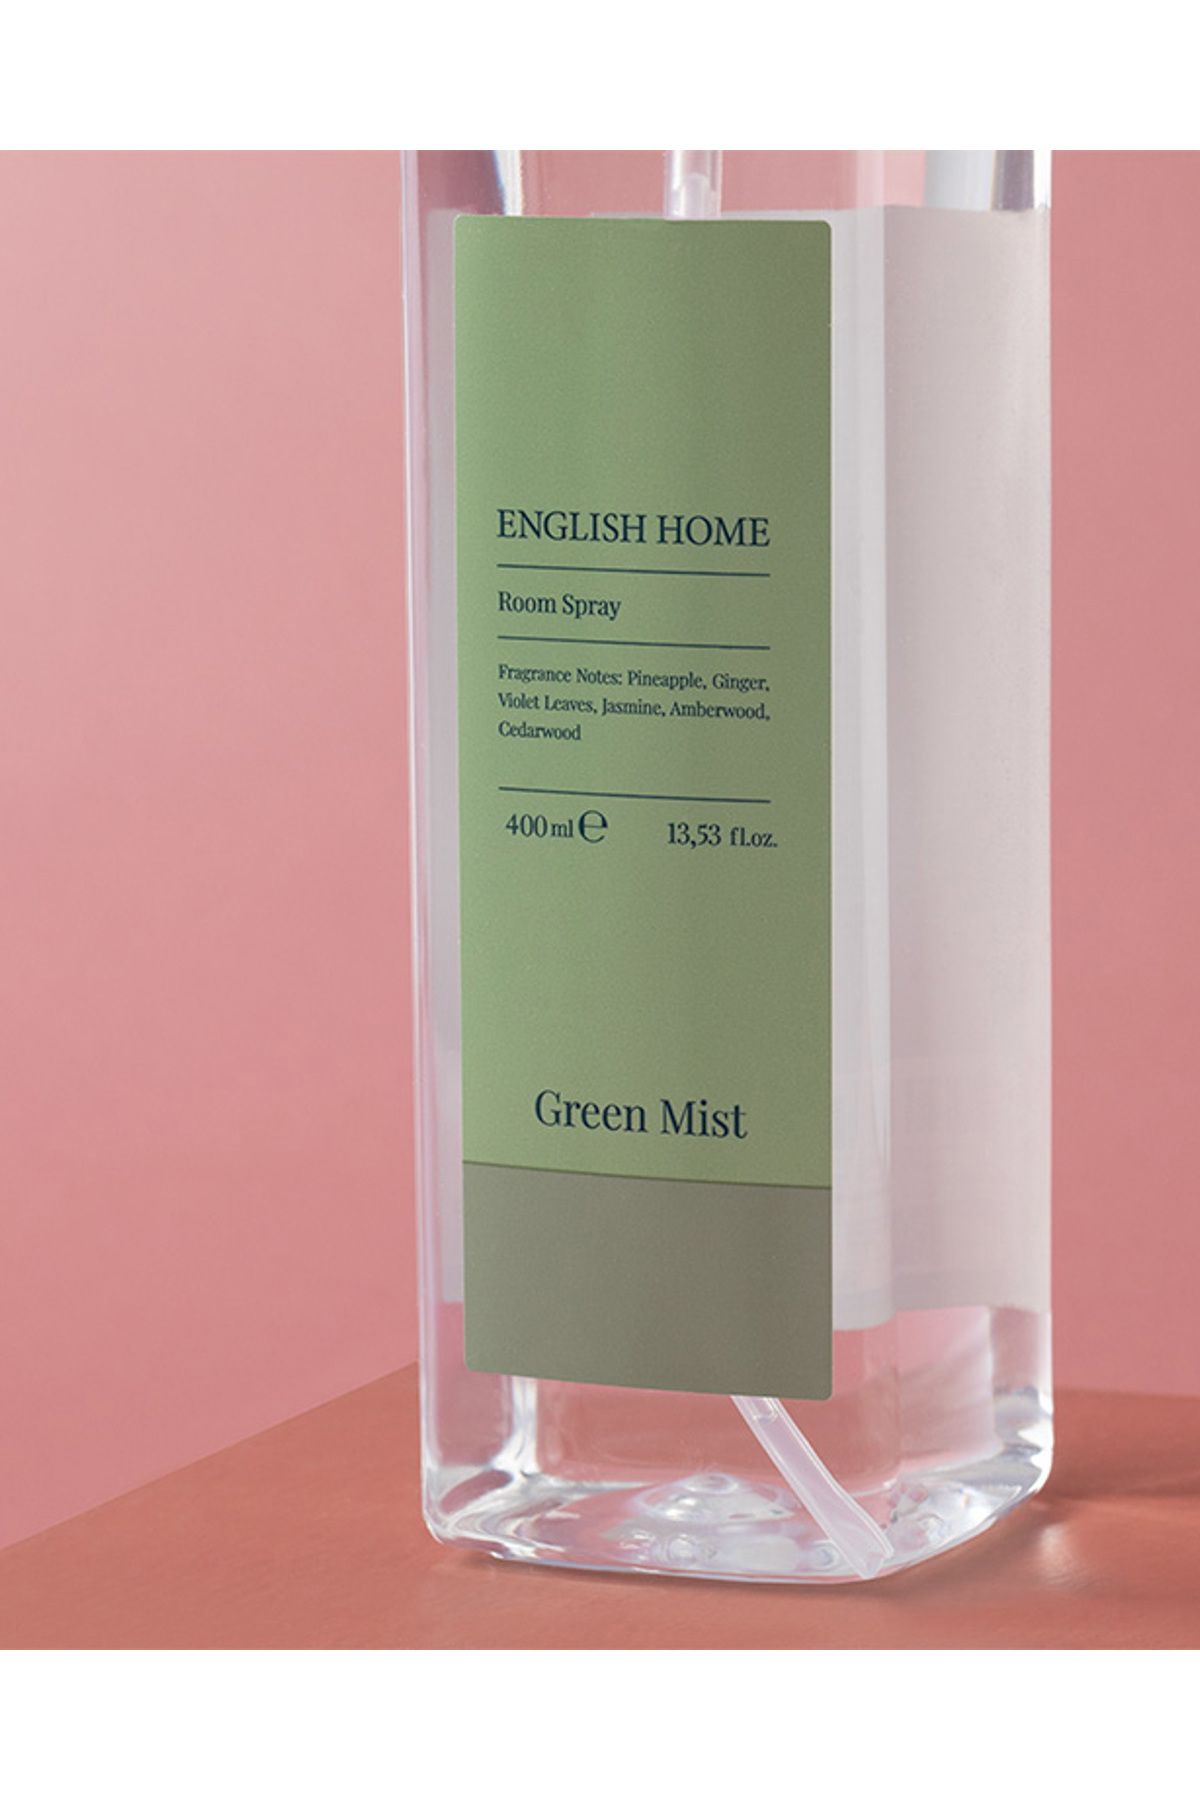 ENGLISH HOME
Room Spray
Fragrance Notes: Pineapple, Ginger,
Violet Leaves, Jasmine, Amberwood,
Cedarwood
400 ml ℮ 13,53 fl.oz.
Green Mist